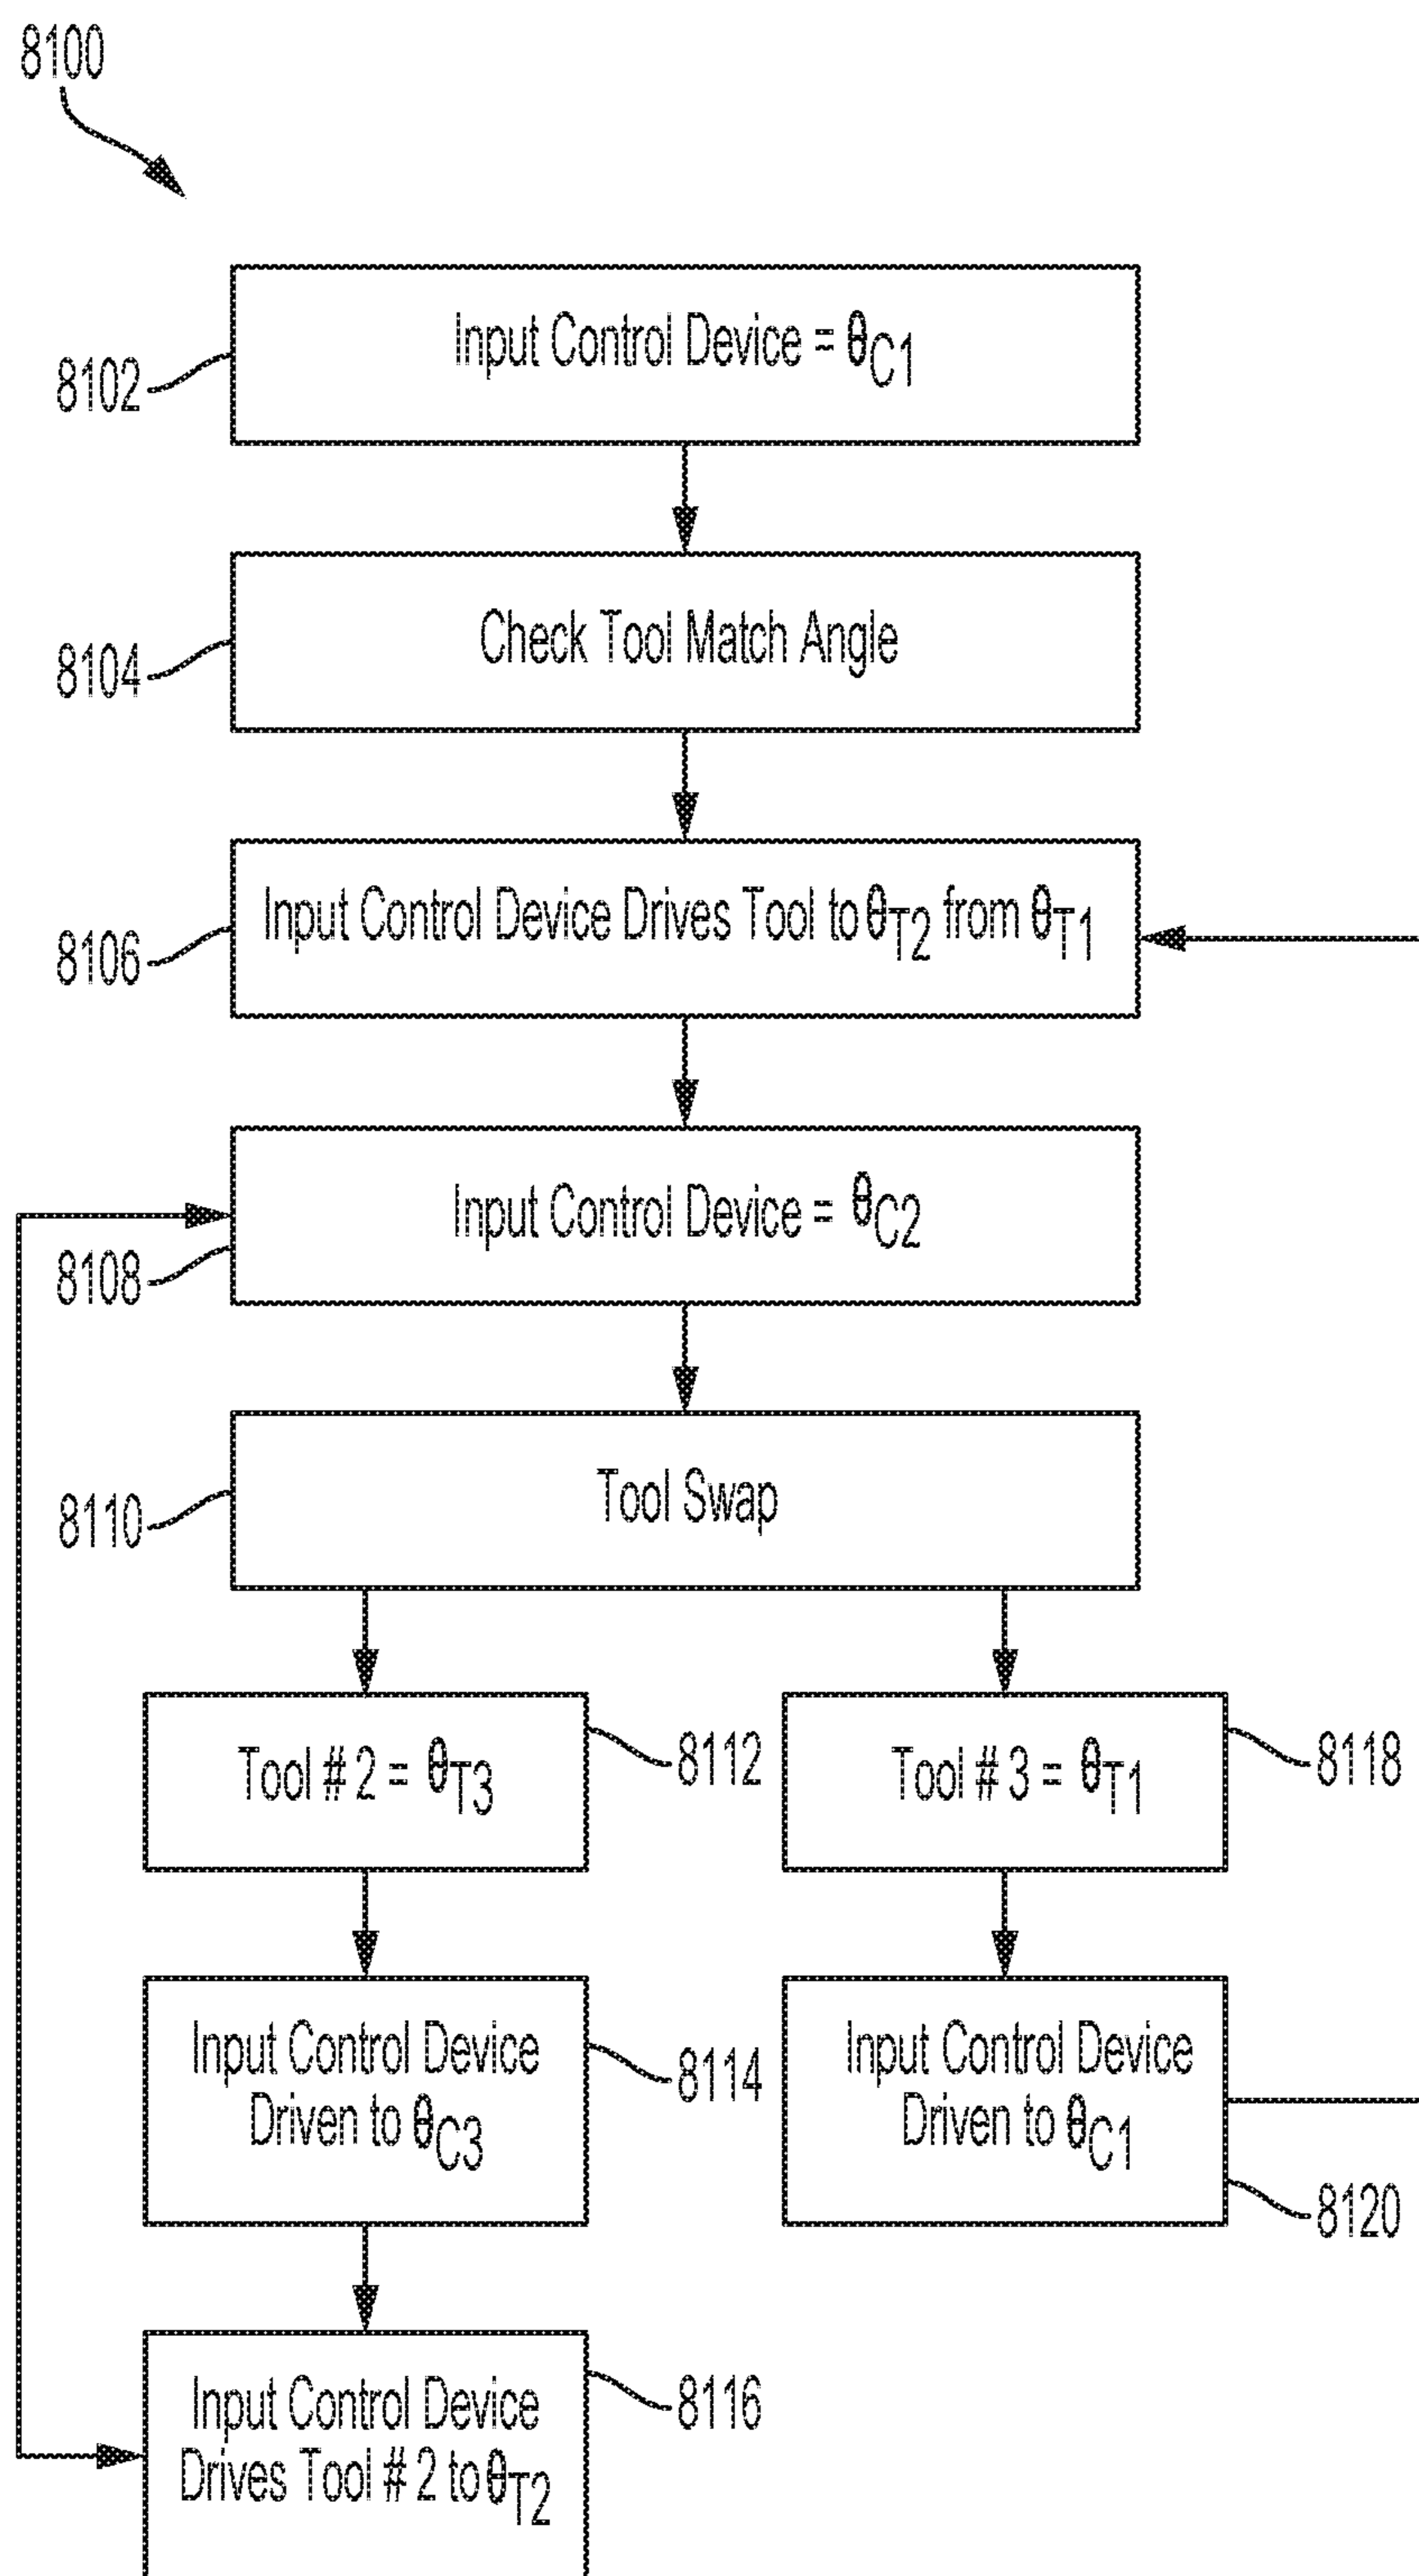 8100
Input Control Device = θC1
8102
Check Tool Match Angle
8104
Input Control Device Drives Tool to θT2 from θT1
8106
Input Control Device = θC2
8108
Tool Swap
8110
Tool # 2 = θT3
8112
Tool # 3 = θT1
8118
Input Control Device
Driven to θC3
8114
Input Control Device
Driven to θC1
8120
Input Control Device
Drives Tool # 2 to θT2
8116